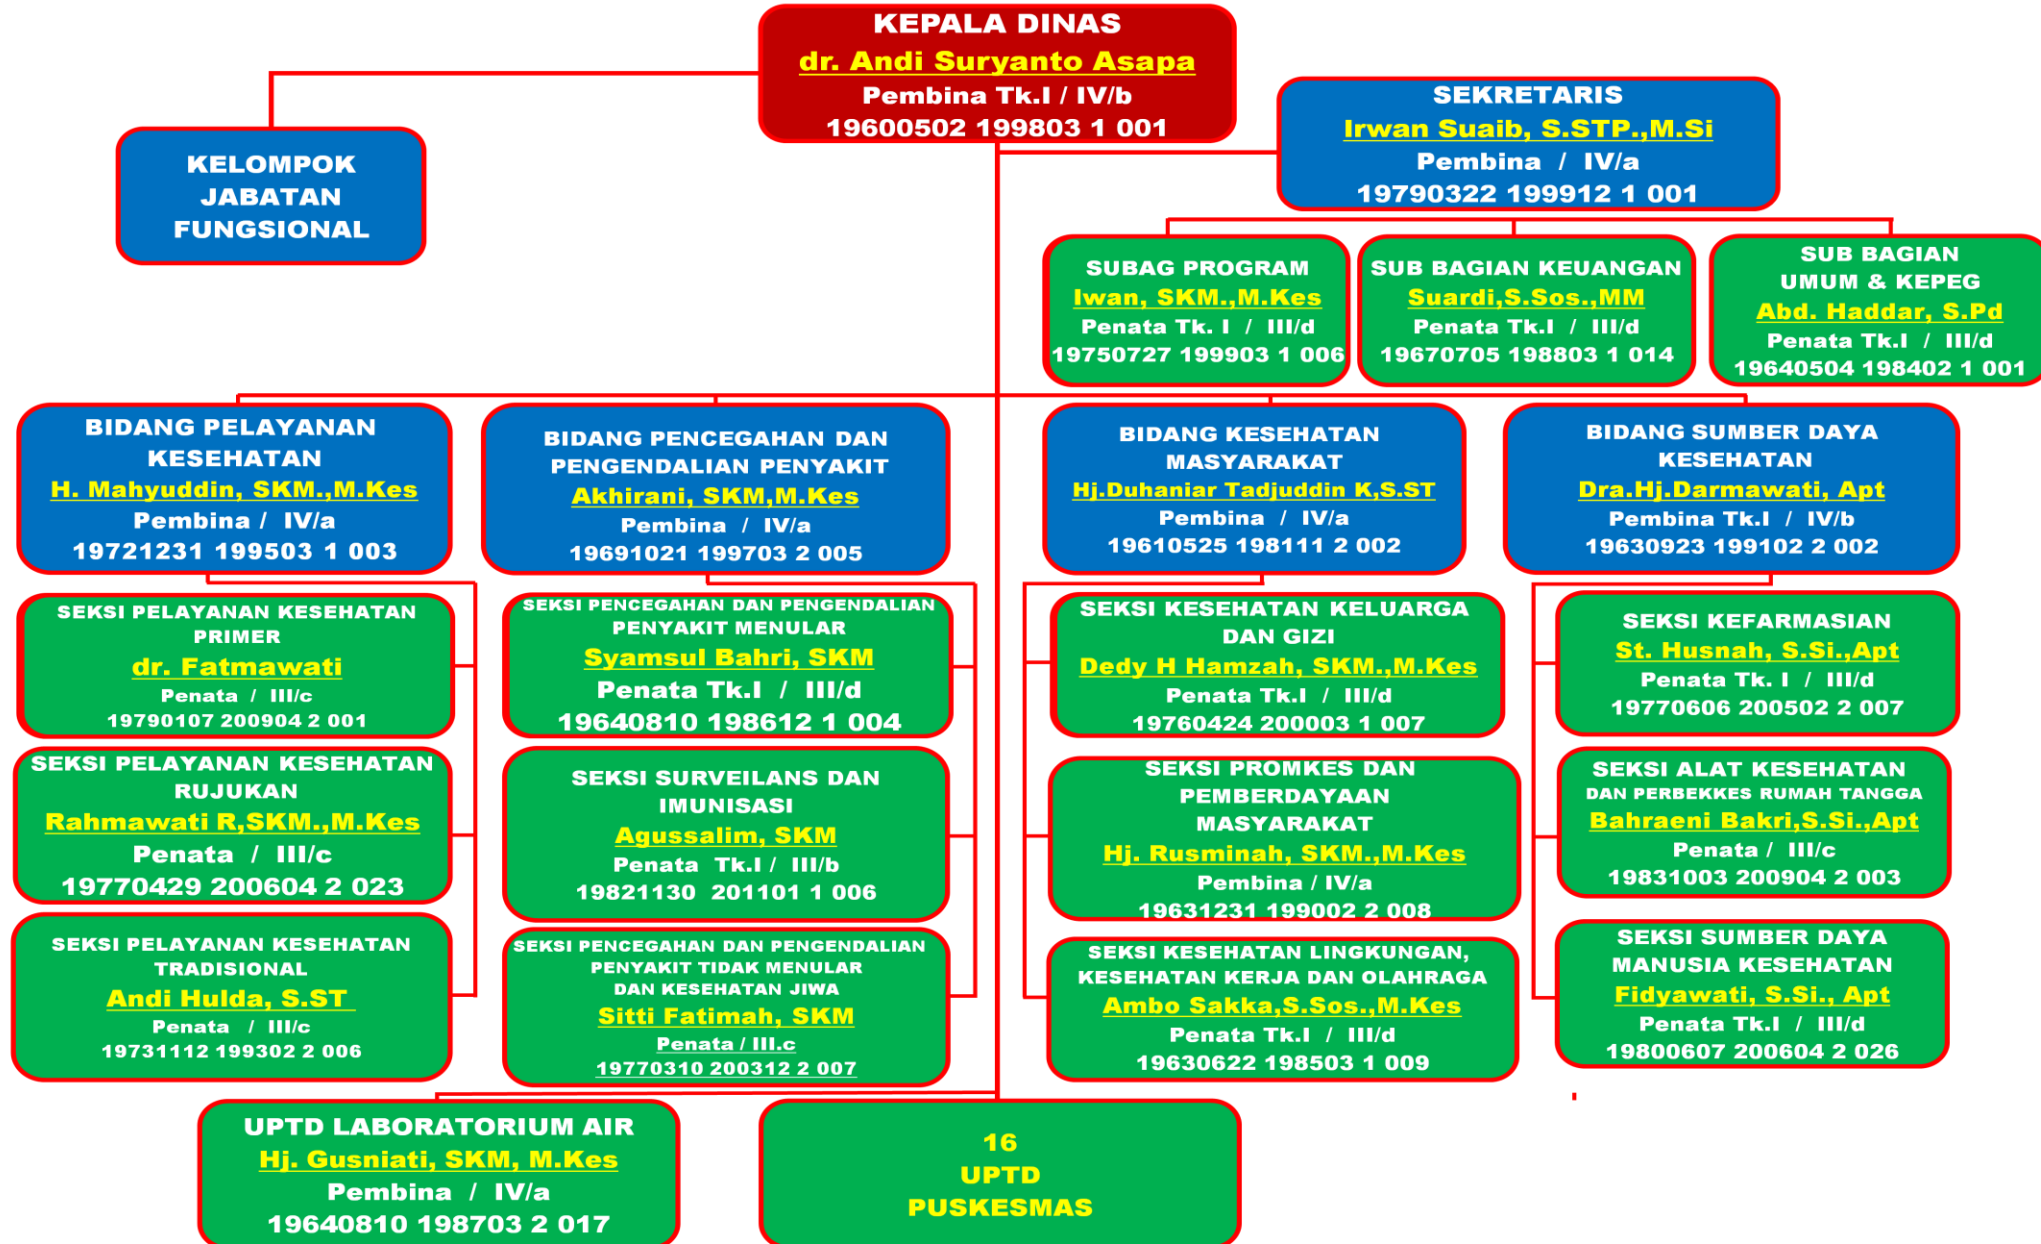 KEPALA DINAS
dr. Andi Suryanto Asapa
Pembina Tk.I / IV/b
19600502 199803 1 001
SEKRETARIS
Irwan Suaib, S.STP.,M.Si
Pembina / IV/a
19790322 199912 1 001
KELOMPOK
JABATAN
FUNGSIONAL
SUBAG PROGRAM
Iwan, SKM.,M.Kes
Penata Tk. I / III/d
19750727 199903 1 006
SUB BAGIAN KEUANGAN
Suardi,S.Sos.,MM
Penata Tk.I / III/d
19670705 198803 1 014
SUB BAGIAN
UMUM & KEPEG
Abd. Haddar, S.Pd
Penata Tk.I / III/d
19640504 198402 1 001
BIDANG PELAYANAN
KESEHATAN
H. Mahyuddin, SKM.,M.Kes
Pembina / IV/a
19721231 199503 1 003
BIDANG PENCEGAHAN DAN
PENGENDALIAN PENYAKIT
Akhirani, SKM,M.Kes
Pembina / IV/a
19691021 199703 2 005
BIDANG KESEHATAN
MASYARAKAT
Hj.Duhaniar Tadjuddin K,S.ST
Pembina / IV/a
19610525 198111 2 002
BIDANG SUMBER DAYA
KESEHATAN
Dra.Hj.Darmawati, Apt
Pembina Tk.I / IV/b
19630923 199102 2 002
SEKSI PELAYANAN KESEHATAN
PRIMER
dr. Fatmawati
Penata / III/c
19790107 200904 2 001
SEKSI PENCEGAHAN DAN PENGENDALIAN
PENYAKIT MENULAR
Syamsul Bahri, SKM
Penata Tk.I / III/d
19640810 198612 1 004
SEKSI KESEHATAN KELUARGA
DAN GIZI
Dedy H Hamzah, SKM.,M.Kes
Penata Tk.I / III/d
19760424 200003 1 007
SEKSI KEFARMASIAN
St. Husnah, S.Si.,Apt
Penata Tk. I / III/d
19770606 200502 2 007
SEKSI PELAYANAN KESEHATAN
RUJUKAN
Rahmawati R,SKM.,M.Kes
Penata / III/c
19770429 200604 2 023
SEKSI SURVEILANS DAN
IMUNISASI
Agussalim, SKM
Penata Tk.I / III/b
19821130 201101 1 006
SEKSI PROMKES DAN
PEMBERDAYAAN
MASYARAKAT
Hj. Rusminah, SKM.,M.Kes
Pembina / IV/a
19631231 199002 2 008
SEKSI ALAT KESEHATAN
DAN PERBEKKES RUMAH TANGGA
Bahraeni Bakri,S.Si.,Apt
Penata / III/c
19831003 200904 2 003
SEKSI PELAYANAN KESEHATAN
TRADISIONAL
Andi Hulda, S.ST
Penata / III/c
19731112 199302 2 006
SEKSI PENCEGAHAN DAN PENGENDALIAN
PENYAKIT TIDAK MENULAR
DAN KESEHATAN JIWA
Sitti Fatimah, SKM
Penata / III.c
19770310 200312 2 007
SEKSI KESEHATAN LINGKUNGAN,
KESEHATAN KERJA DAN OLAHRAGA
Ambo Sakka,S.Sos.,M.Kes
Penata Tk.I / III/d
19630622 198503 1 009
SEKSI SUMBER DAYA
MANUSIA KESEHATAN
Fidyawati, S.Si., Apt
Penata Tk.I / III/d
19800607 200604 2 026
UPTD LABORATORIUM AIR
Hj. Gusniati, SKM, M.Kes
Pembina / IV/a
19640810 198703 2 017
16
UPTD
PUSKESMAS